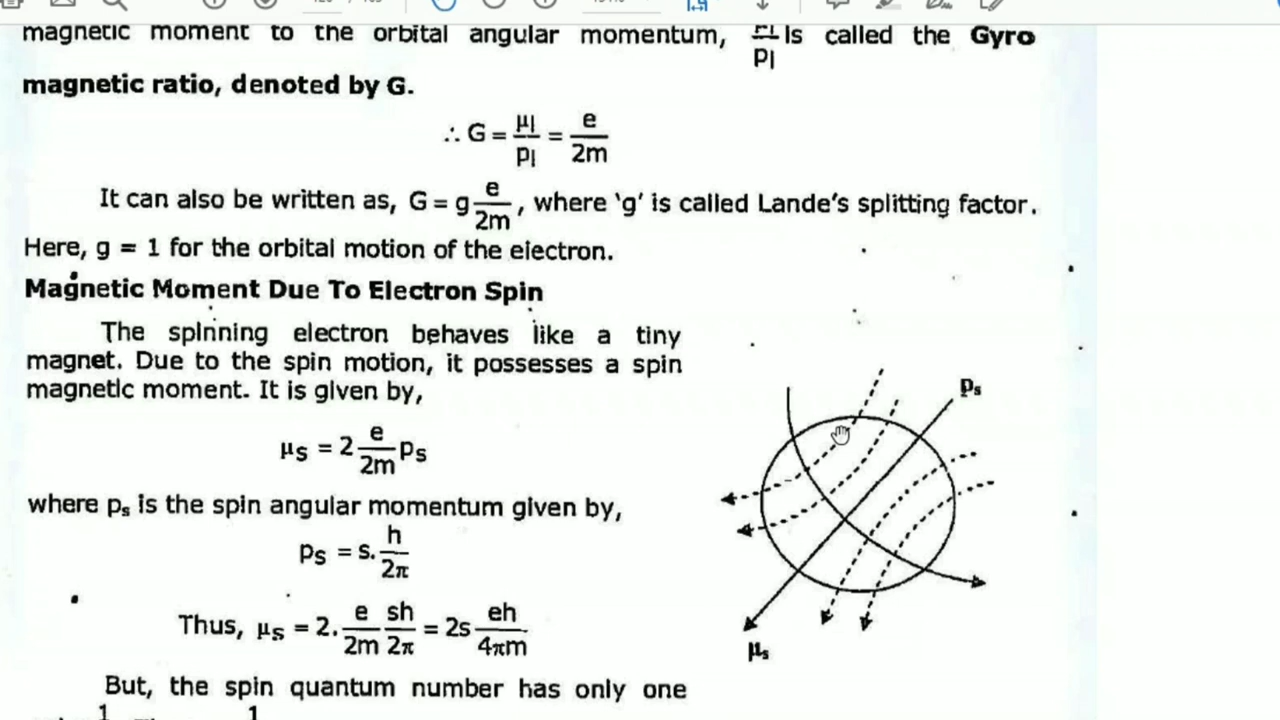 magnetic moment to the orbital angular momentum, μl/pl is called the Gyro
magnetic ratio, denoted by G.
∴ G = μl/pl = e/2m
It can also be written as, G = g e/2m, where 'g' is called Lande's splitting factor.
Here, g = 1 for the orbital motion of the electron.
Magnetic Moment Due To Electron Spin
The spinning electron behaves like a tiny
magnet. Due to the spin motion, it possesses a spin
magnetic moment. It is given by,
μs = 2 e/2m ps
where ps is the spin angular momentum given by,
ps = s. h/2π
Thus, μs = 2. e/2m sh/2π = 2s eh/4πm
But, the spin quantum number has only one
ps
μs